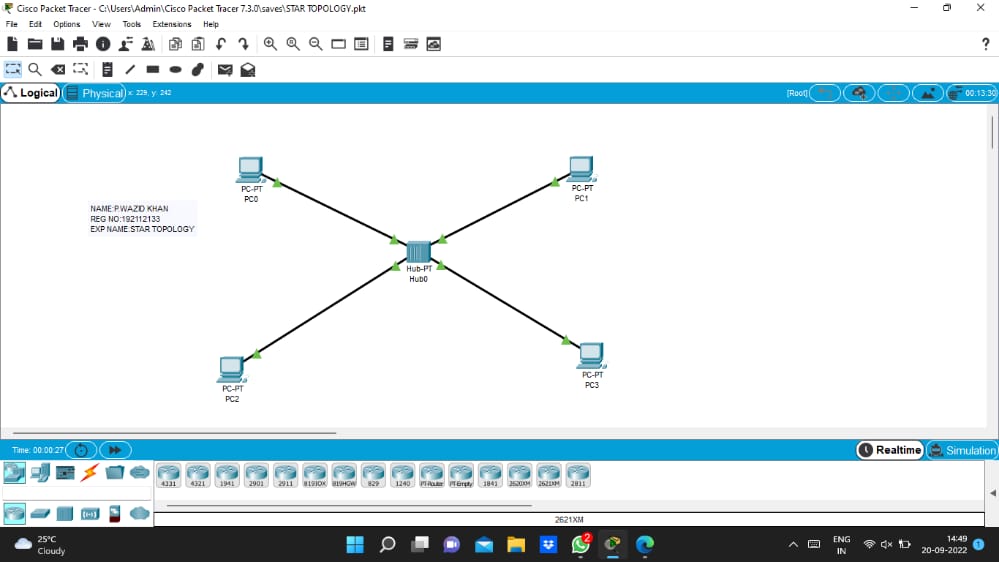 Cisco Packet Tracer - C:\Users\Admin\Cisco Packet Tracer 7.3.0\saves\STAR TOPOLOGY.pkt
File Edit Options View Tools Extensions Help
?
Logical Physical x: 229, y: 242 [Root] 00:13:30
PC-PT
PC0
PC-PT
PC1
NAME:P.WAZID KHAN
REG NO:192112133
EXP NAME:STAR TOPOLOGY
Hub-PT
Hub0
PC-PT
PC2
PC-PT
PC3
Time: 00:00:27 Realtime Simulation
4331 4321 1941 2901 2911 819IOX 819HGW 829 1240 PT-Router PT-Empty 1841 2620XM 2621XM 2811
2621XM
25°C
Cloudy
2
ENG
IN
14:49
20-09-2022
1